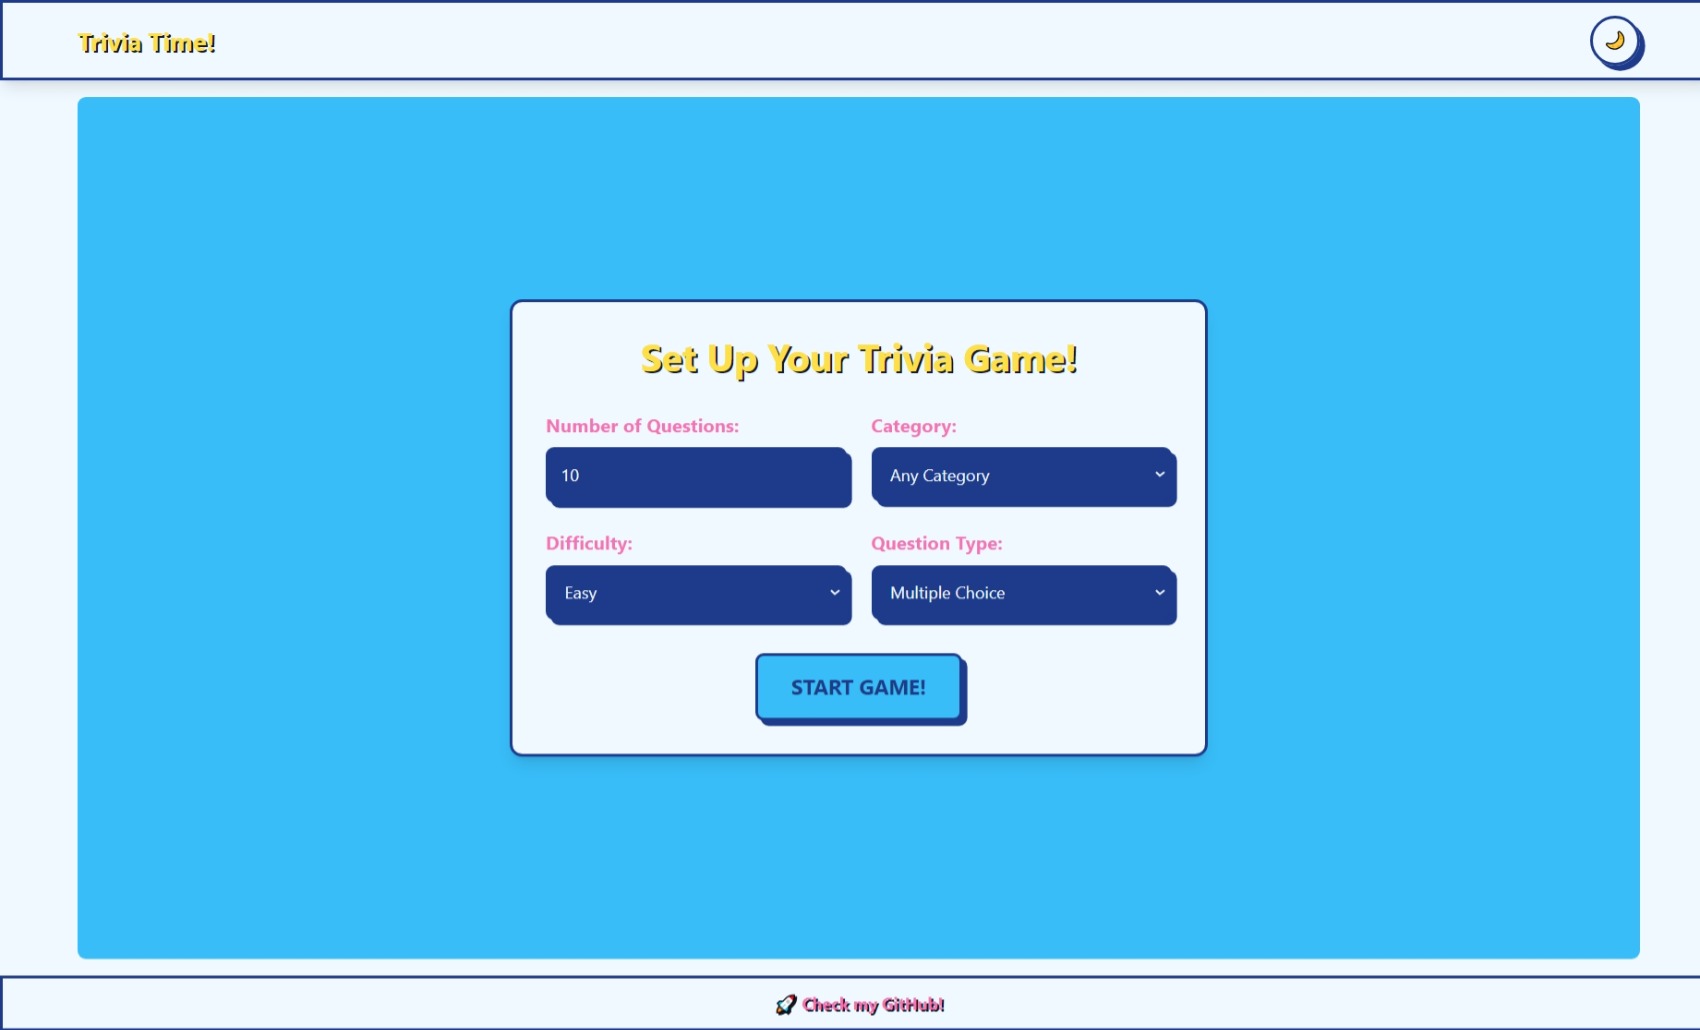 Trivia Time!
Set Up Your Trivia Game!
Number of Questions:
Category:
10
Any Category
Difficulty:
Question Type:
Easy
Multiple Choice
START GAME!
🚀 Check my GitHub!